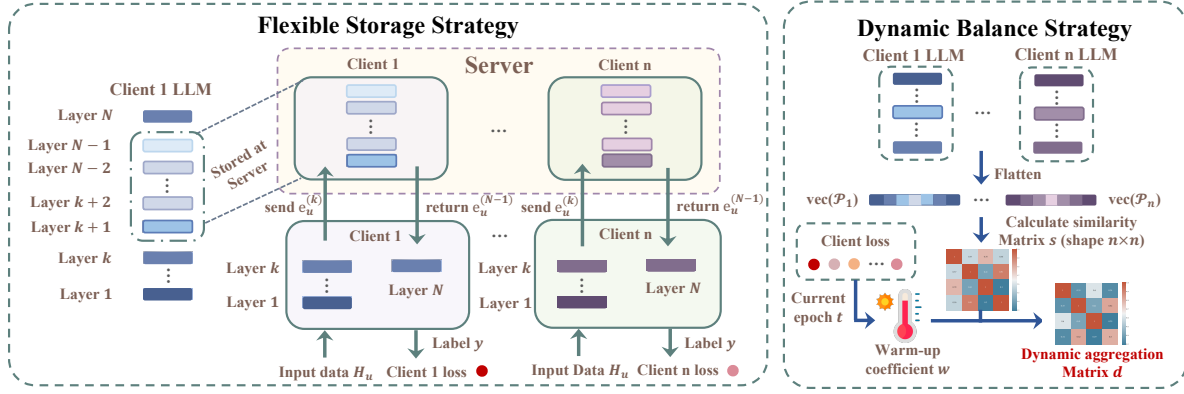 Flexible Storage Strategy
Client 1 LLM
Layer N
Layer N − 1
Layer N − 2
Layer k + 2
Layer k + 1
Layer k
Layer 1
Stored at
Server
Server
Client 1
Client n
...
send e_u^(k)
return e_u^(N−1)
send e_u^(k)
return e_u^(N−1)
Client 1
Layer k
Layer 1
Layer N
...
Client n
Layer k
Layer 1
Layer N
Label y
Label y
Input data H_u
Client 1 loss
Input Data H_u
Client n loss
Dynamic Balance Strategy
Client 1 LLM
Client n LLM
...
Flatten
vec(𝒫_1)
...
vec(𝒫_n)
Calculate similarity
Matrix s (shape n×n)
Client loss
Current
epoch t
Warm-up
coefficient w
Dynamic aggregation
Matrix d